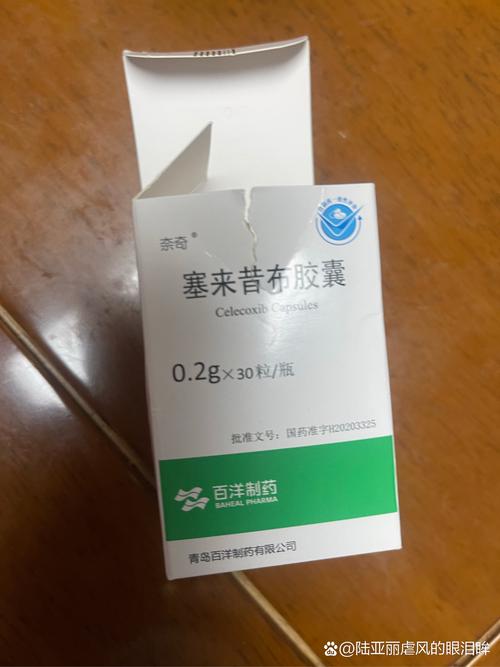 奈奇®
塞来昔布胶囊
Celecoxib Capsules
0.2g×30粒/瓶
批准文号：国药准字H20203325
百洋制药
BAHEAL PHARMA
青岛百洋制药有限公司
@陆亚丽虐风的眼泪眸